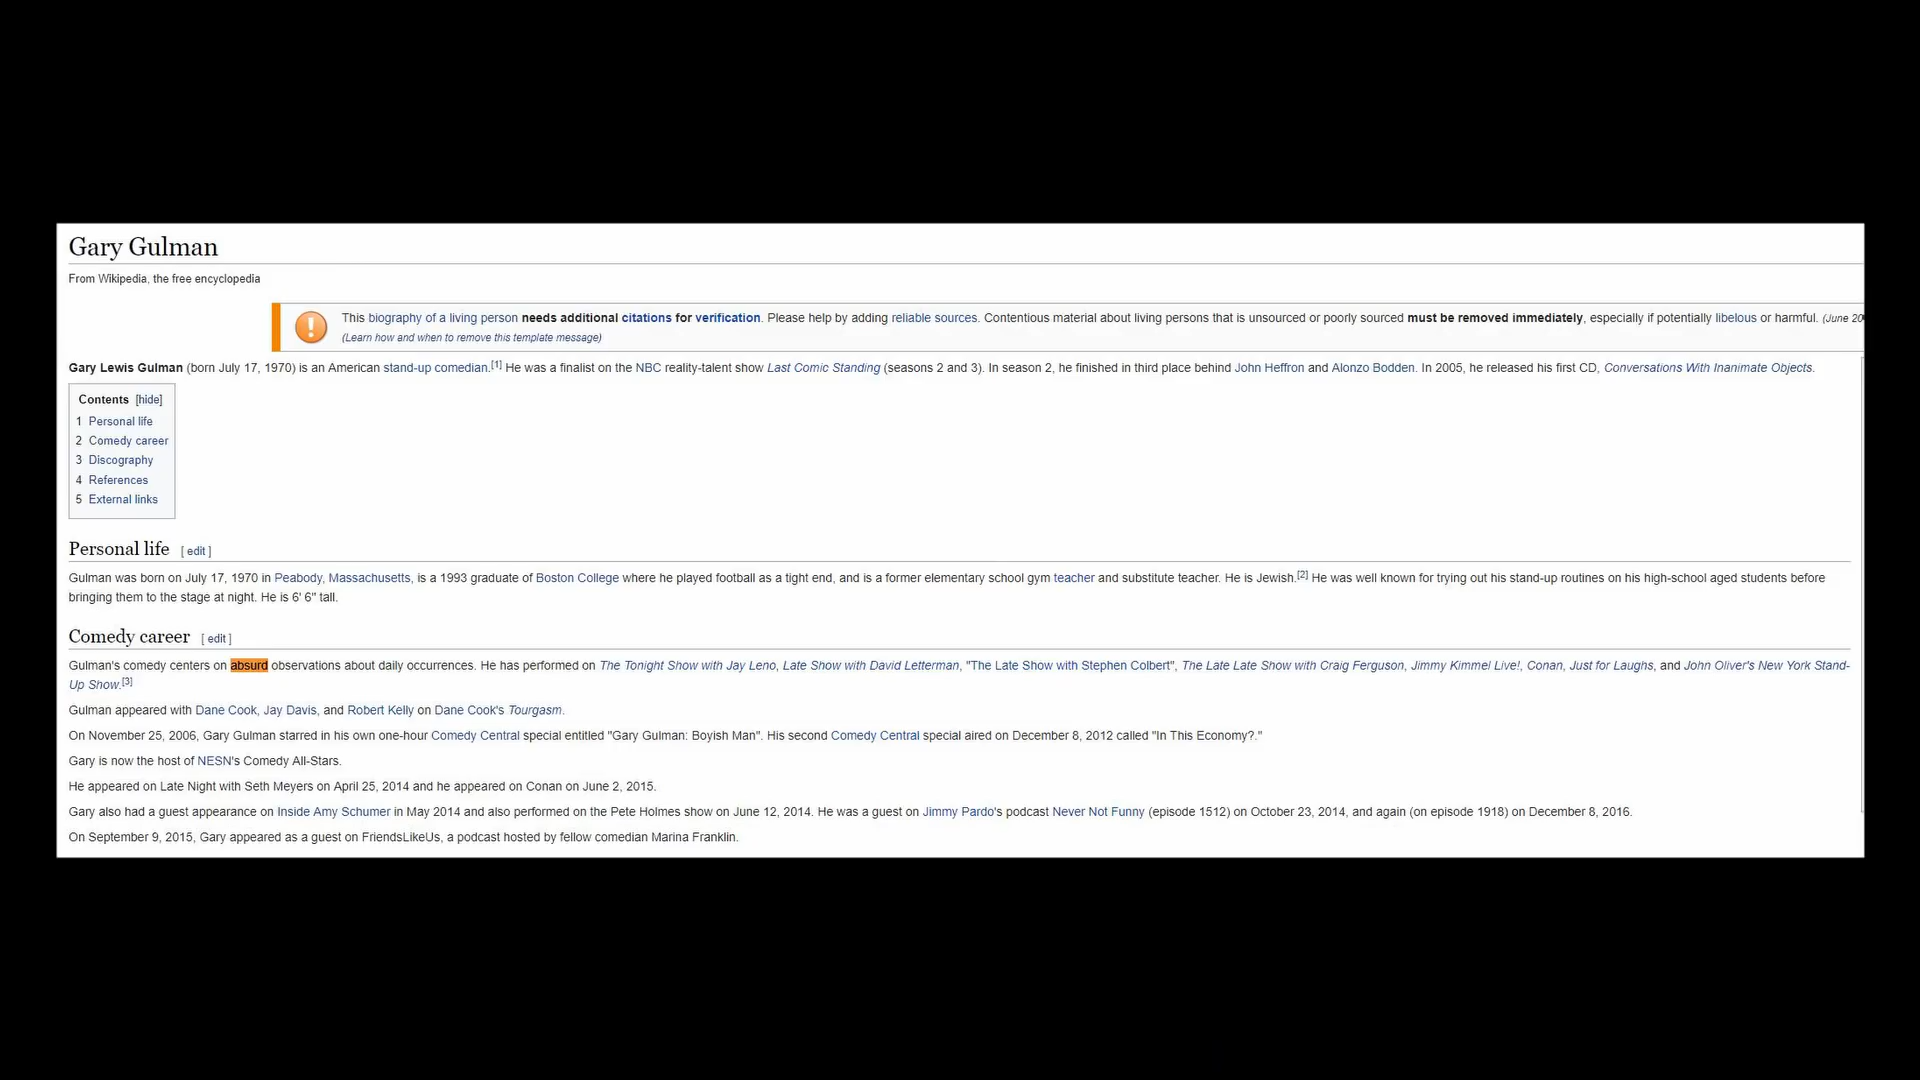 Gary Gulman
From Wikipedia, the free encyclopedia
This biography of a living person needs additional citations for verification. Please help by adding reliable sources. Contentious material about living persons that is unsourced or poorly sourced must be removed immediately, especially if potentially libelous or harmful. (June 20
(Learn how and when to remove this template message)
Gary Lewis Gulman (born July 17, 1970) is an American stand-up comedian.[1] He was a finalist on the NBC reality-talent show Last Comic Standing (seasons 2 and 3). In season 2, he finished in third place behind John Heffron and Alonzo Bodden. In 2005, he released his first CD, Conversations With Inanimate Objects.
Contents [hide]
1 Personal life
2 Comedy career
3 Discography
4 References
5 External links
Personal life [ edit ]
Gulman was born on July 17, 1970 in Peabody, Massachusetts, is a 1993 graduate of Boston College where he played football as a tight end, and is a former elementary school gym teacher and substitute teacher. He is Jewish.[2] He was well known for trying out his stand-up routines on his high-school aged students before
bringing them to the stage at night. He is 6' 6" tall.
Comedy career [ edit ]
Gulman's comedy centers on absurd observations about daily occurrences. He has performed on The Tonight Show with Jay Leno, Late Show with David Letterman, "The Late Show with Stephen Colbert", The Late Late Show with Craig Ferguson, Jimmy Kimmel Live!, Conan, Just for Laughs, and John Oliver's New York Stand-
Up Show.[3]
Gulman appeared with Dane Cook, Jay Davis, and Robert Kelly on Dane Cook's Tourgasm.
On November 25, 2006, Gary Gulman starred in his own one-hour Comedy Central special entitled "Gary Gulman: Boyish Man". His second Comedy Central special aired on December 8, 2012 called "In This Economy?."
Gary is now the host of NESN's Comedy All-Stars.
He appeared on Late Night with Seth Meyers on April 25, 2014 and he appeared on Conan on June 2, 2015.
Gary also had a guest appearance on Inside Amy Schumer in May 2014 and also performed on the Pete Holmes show on June 12, 2014. He was a guest on Jimmy Pardo's podcast Never Not Funny (episode 1512) on October 23, 2014, and again (on episode 1918) on December 8, 2016.
On September 9, 2015, Gary appeared as a guest on FriendsLikeUs, a podcast hosted by fellow comedian Marina Franklin.